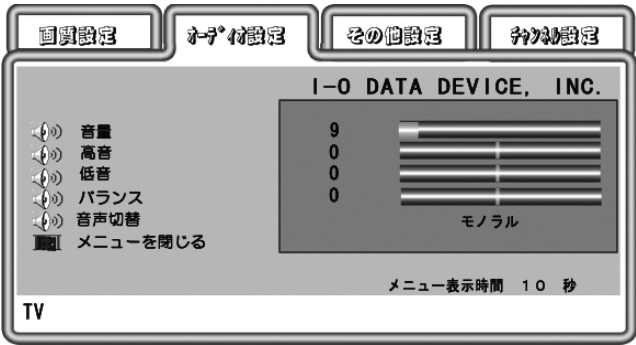 画質設定 ｵｰﾃﾞｨｵ設定 その他設定 ﾁｬﾝﾈﾙ設定
I-O DATA DEVICE, INC.
音量 9
高音 0
低音 0
バランス 0
音声切替 モノラル
メニューを閉じる
メニュー表示時間 10 秒
TV